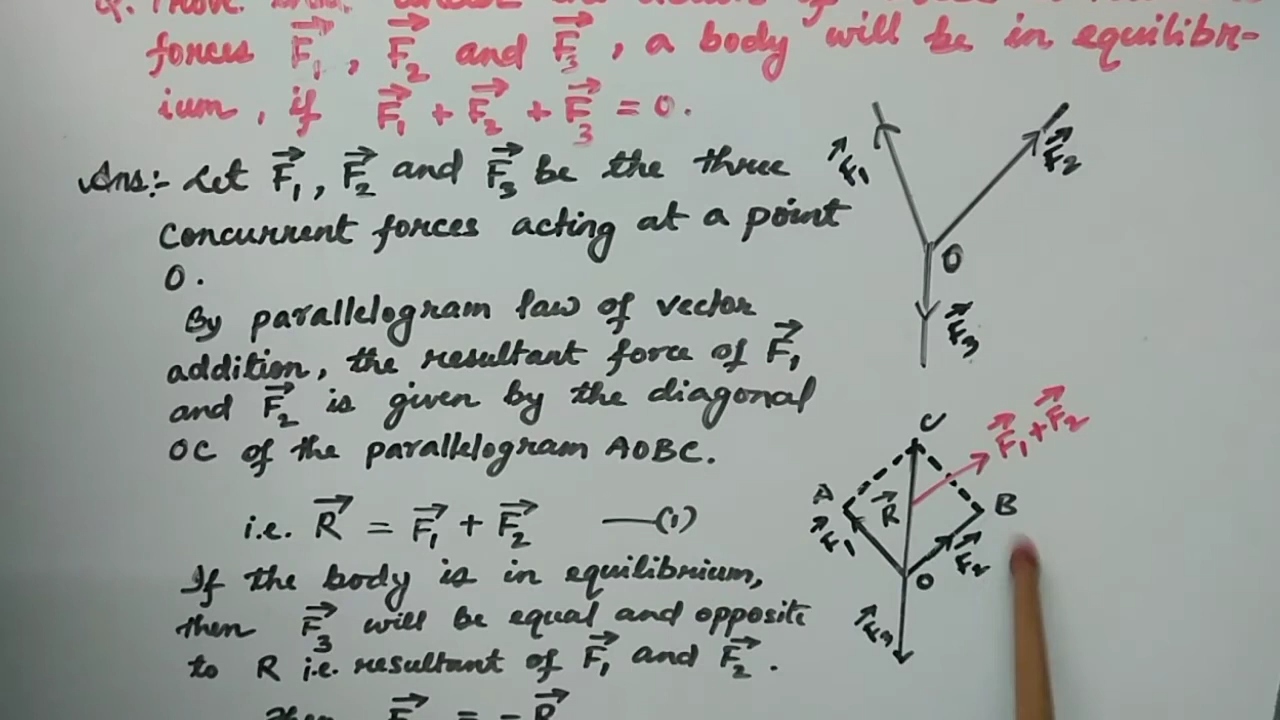 forces F₁, F₂ and F₃, a body will be in equilibr-
ium, if F₁ + F₂ + F₃ = 0.
Ans:- Let F₁, F₂ and F₃ be the three
concurrent forces acting at a point
O.
By parallelogram law of vector
addition, the resultant force of F₁
and F₂ is given by the diagonal
OC of the parallelogram AOBC.
i.e. R = F₁ + F₂ —(1)
If the body is in equilibrium,
then F₃ will be equal and opposite
to R i.e. resultant of F₁ and F₂.
Then F = -R
F₁
F₂
O
F₃
C
F₁+F₂
A
R
B
F₁
F₂
O
F₃